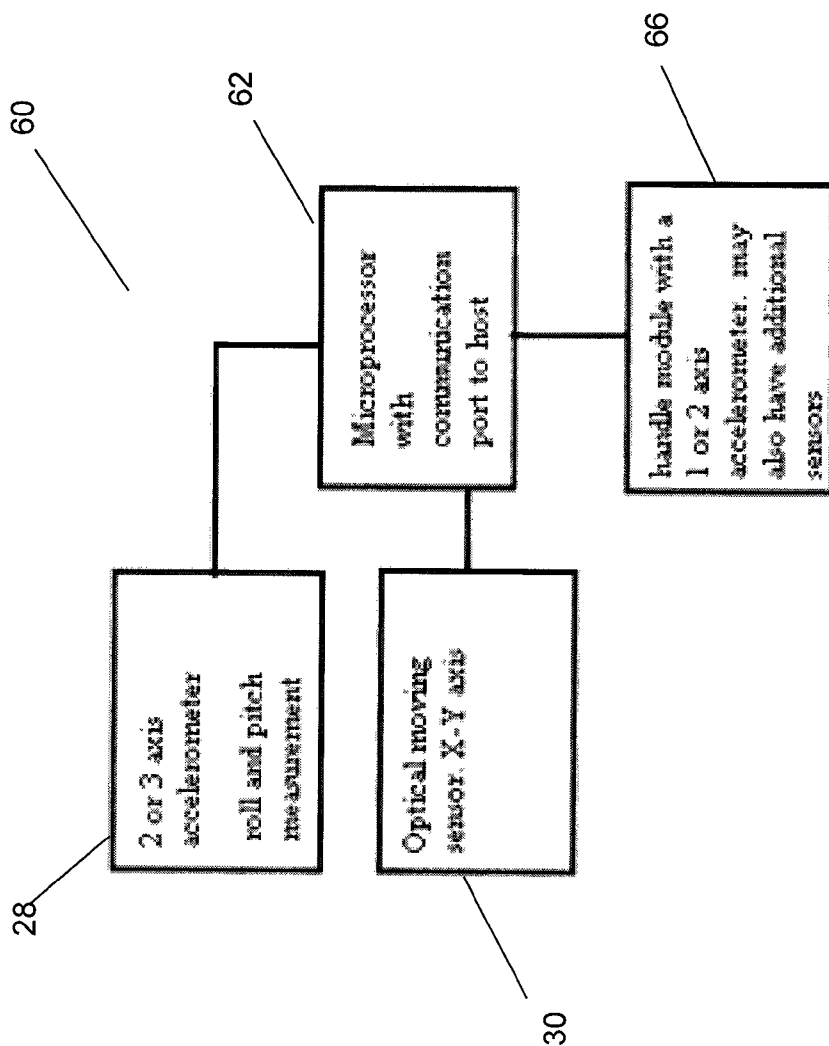 60
28
2 or 3 axis
accelerometer
roll and pitch
measurement
62
Microprocessor
with
communication
port to host
30
Optical moving
sensor. X-Y axis
66
handle module with a
1 or 2 axis
accelerometer. may
also have additional
sensors